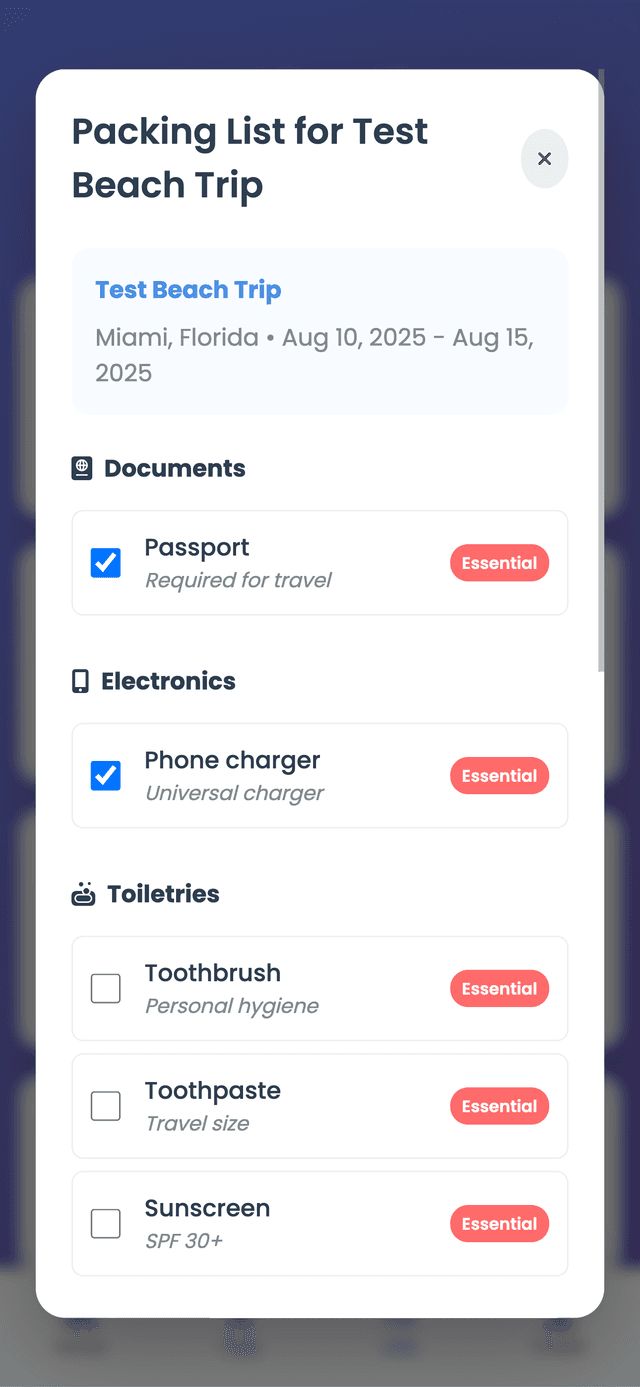 Packing List for Test
Beach Trip
×
Test Beach Trip
Miami, Florida • Aug 10, 2025 - Aug 15,
2025
Documents
Passport
Required for travel
Essential
Electronics
Phone charger
Universal charger
Essential
Toiletries
Toothbrush
Personal hygiene
Essential
Toothpaste
Travel size
Essential
Sunscreen
SPF 30+
Essential